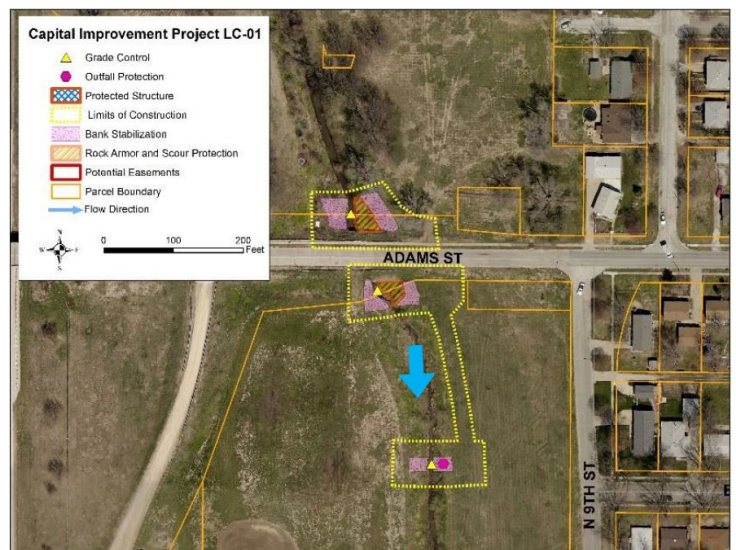 Capital Improvement Project LC-01
Grade Control
Outfall Protection
Protected Structure
Limits of Construction
Bank Stabilization
Rock Armor and Scour Protection
Potential Easements
Parcel Boundary
Flow Direction
N
W E
S
0 100 200
Feet
ADAMS ST
N 9TH ST